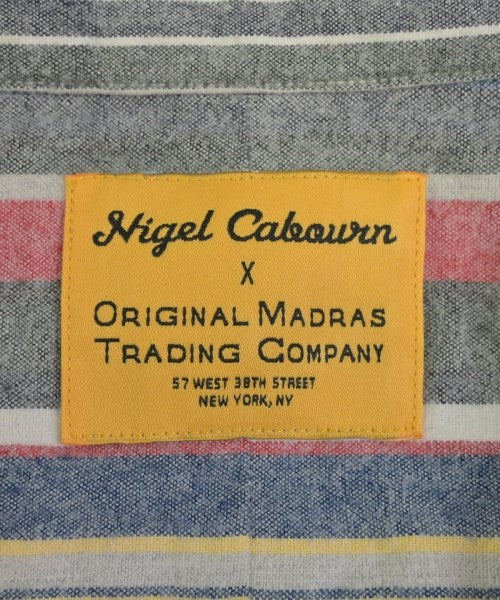 Nigel Cabourn
X
ORIGINAL MADRAS
TRADING COMPANY
57 WEST 38TH STREET
NEW YORK, NY